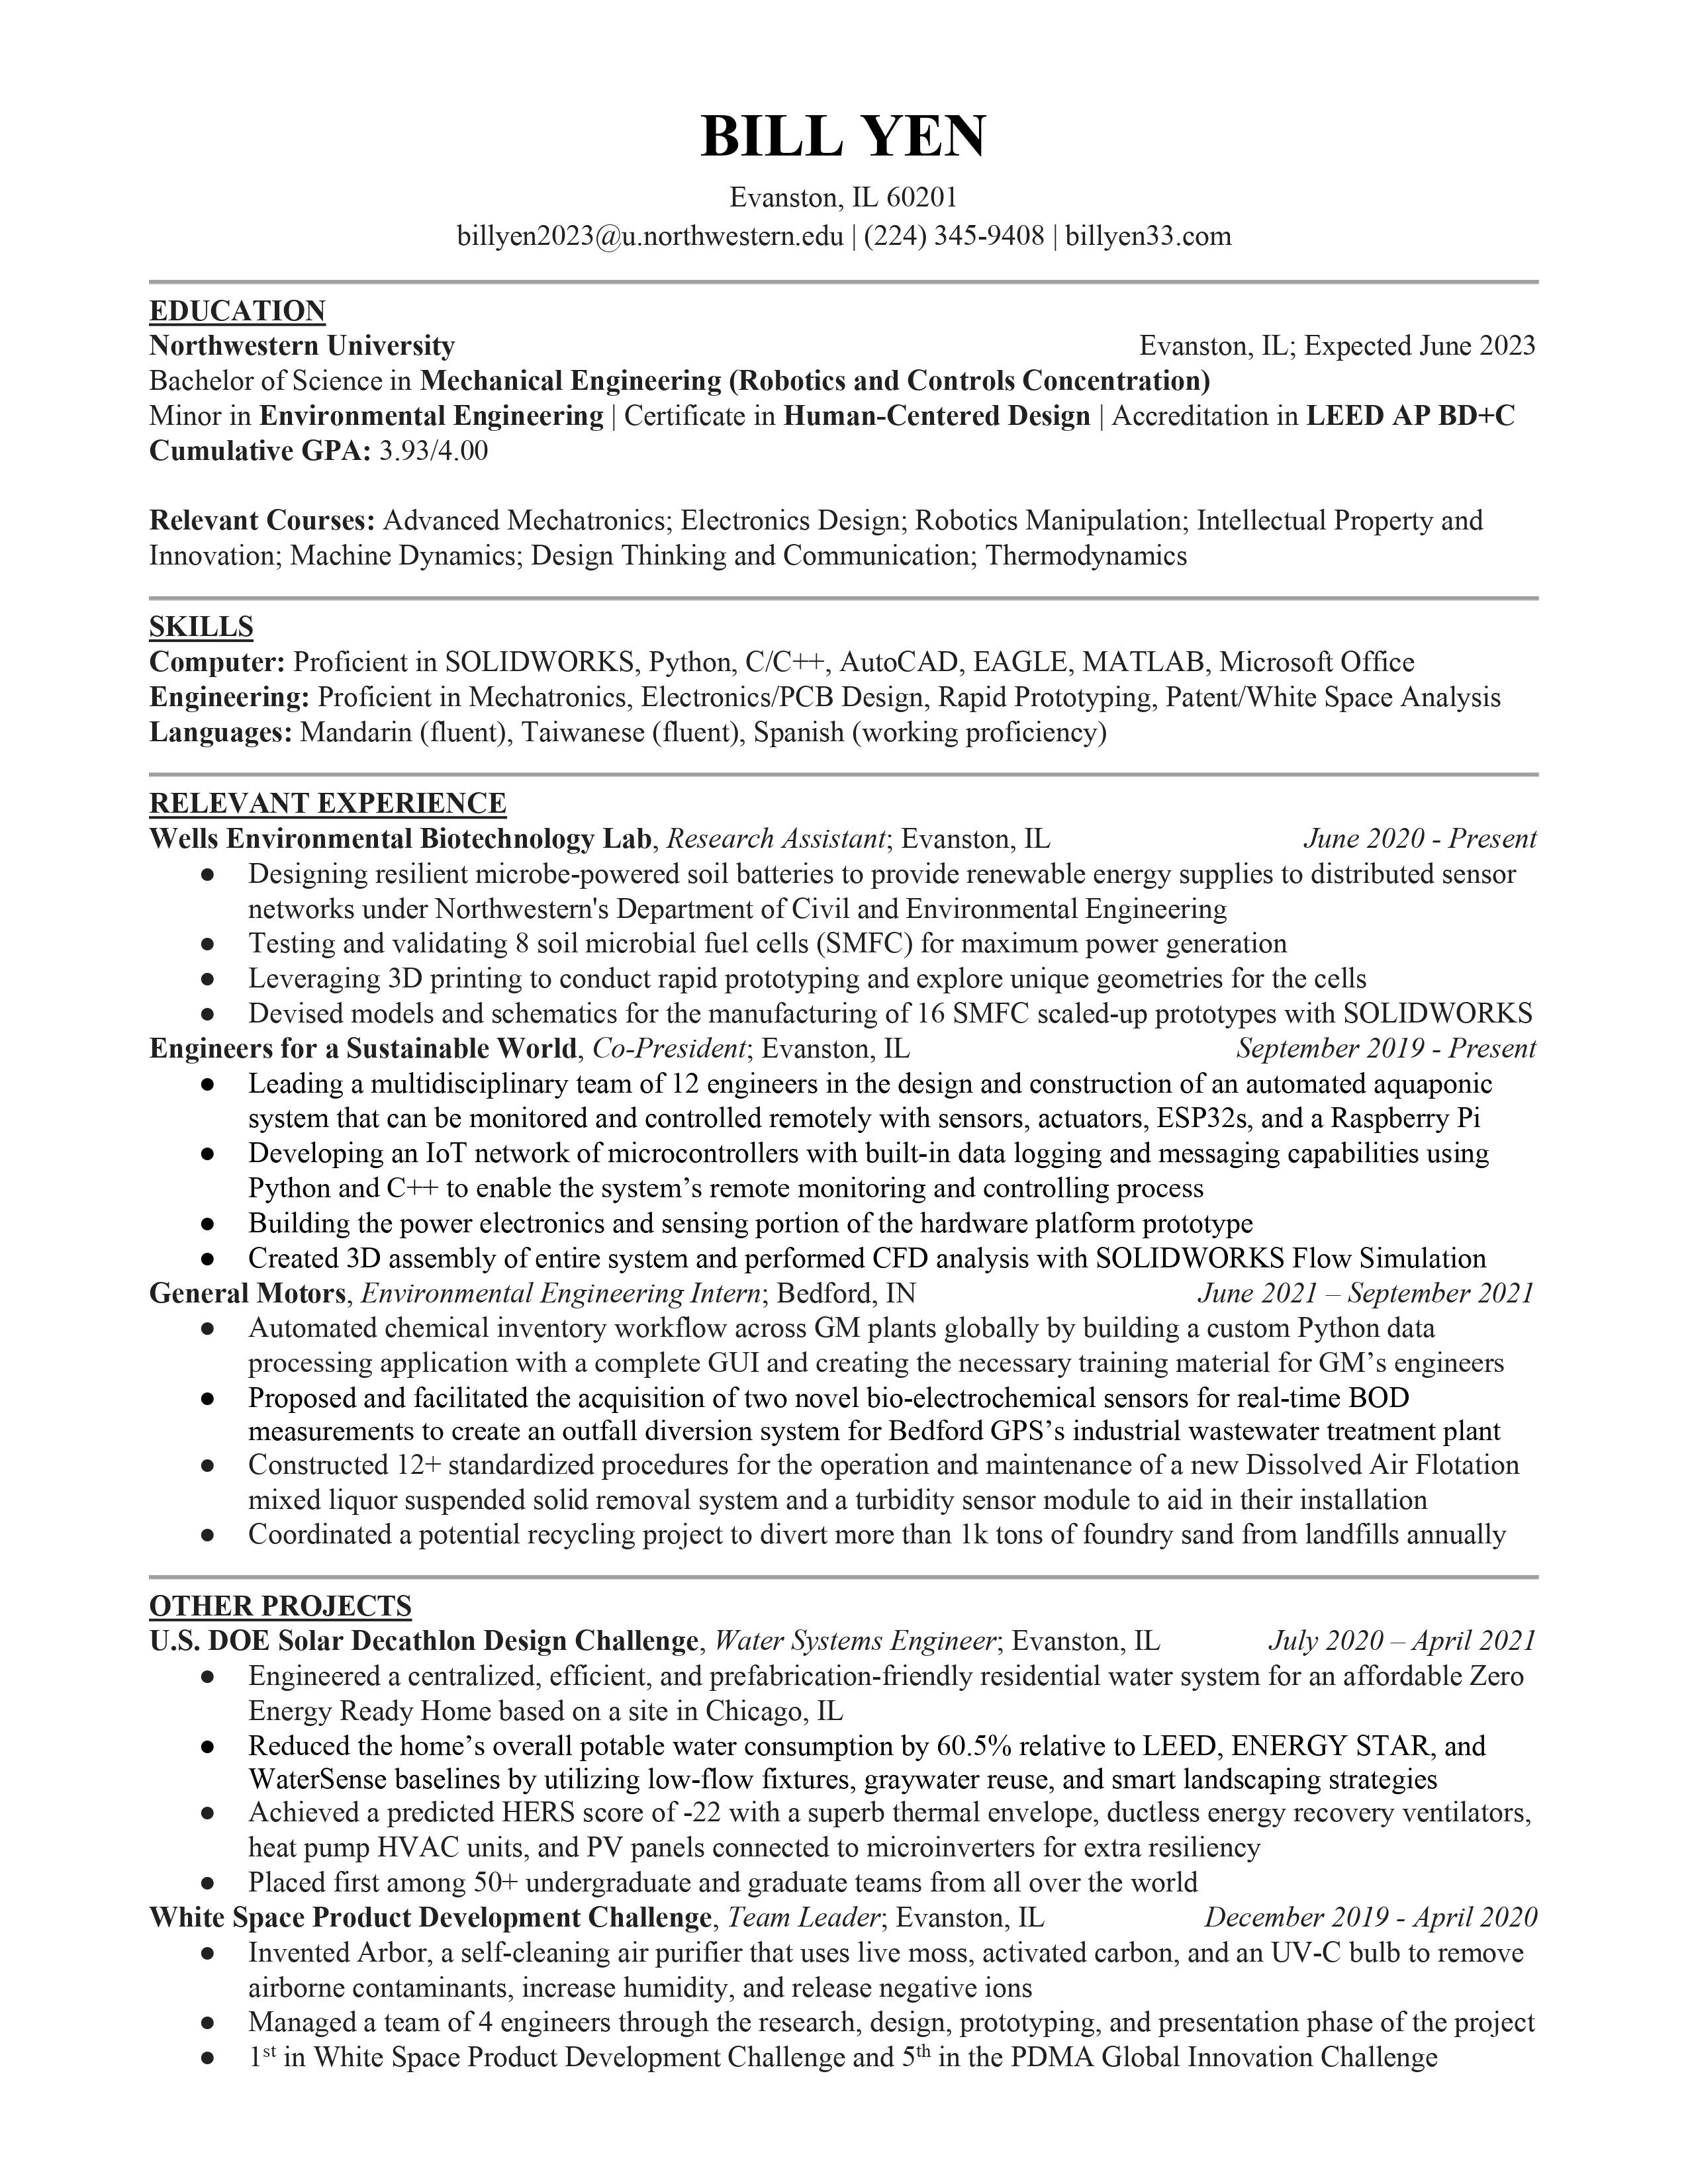 BILL YEN
Evanston, IL 60201
billyen2023@u.northwestern.edu | (224) 345-9408 | billyen33.com
EDUCATION
Northwestern University Evanston, IL; Expected June 2023
Bachelor of Science in Mechanical Engineering (Robotics and Controls Concentration)
Minor in Environmental Engineering | Certificate in Human-Centered Design | Accreditation in LEED AP BD+C
Cumulative GPA: 3.93/4.00
Relevant Courses: Advanced Mechatronics; Electronics Design; Robotics Manipulation; Intellectual Property and
Innovation; Machine Dynamics; Design Thinking and Communication; Thermodynamics
SKILLS
Computer: Proficient in SOLIDWORKS, Python, C/C++, AutoCAD, EAGLE, MATLAB, Microsoft Office
Engineering: Proficient in Mechatronics, Electronics/PCB Design, Rapid Prototyping, Patent/White Space Analysis
Languages: Mandarin (fluent), Taiwanese (fluent), Spanish (working proficiency)
RELEVANT EXPERIENCE
Wells Environmental Biotechnology Lab, Research Assistant; Evanston, IL June 2020 - Present
● Designing resilient microbe-powered soil batteries to provide renewable energy supplies to distributed sensor
networks under Northwestern's Department of Civil and Environmental Engineering
● Testing and validating 8 soil microbial fuel cells (SMFC) for maximum power generation
● Leveraging 3D printing to conduct rapid prototyping and explore unique geometries for the cells
● Devised models and schematics for the manufacturing of 16 SMFC scaled-up prototypes with SOLIDWORKS
Engineers for a Sustainable World, Co-President; Evanston, IL September 2019 - Present
● Leading a multidisciplinary team of 12 engineers in the design and construction of an automated aquaponic
system that can be monitored and controlled remotely with sensors, actuators, ESP32s, and a Raspberry Pi
● Developing an IoT network of microcontrollers with built-in data logging and messaging capabilities using
Python and C++ to enable the system’s remote monitoring and controlling process
● Building the power electronics and sensing portion of the hardware platform prototype
● Created 3D assembly of entire system and performed CFD analysis with SOLIDWORKS Flow Simulation
General Motors, Environmental Engineering Intern; Bedford, IN June 2021 – September 2021
● Automated chemical inventory workflow across GM plants globally by building a custom Python data
processing application with a complete GUI and creating the necessary training material for GM’s engineers
● Proposed and facilitated the acquisition of two novel bio-electrochemical sensors for real-time BOD
measurements to create an outfall diversion system for Bedford GPS’s industrial wastewater treatment plant
● Constructed 12+ standardized procedures for the operation and maintenance of a new Dissolved Air Flotation
mixed liquor suspended solid removal system and a turbidity sensor module to aid in their installation
● Coordinated a potential recycling project to divert more than 1k tons of foundry sand from landfills annually
OTHER PROJECTS
U.S. DOE Solar Decathlon Design Challenge, Water Systems Engineer; Evanston, IL July 2020 – April 2021
● Engineered a centralized, efficient, and prefabrication-friendly residential water system for an affordable Zero
Energy Ready Home based on a site in Chicago, IL
● Reduced the home’s overall potable water consumption by 60.5% relative to LEED, ENERGY STAR, and
WaterSense baselines by utilizing low-flow fixtures, graywater reuse, and smart landscaping strategies
● Achieved a predicted HERS score of -22 with a superb thermal envelope, ductless energy recovery ventilators,
heat pump HVAC units, and PV panels connected to microinverters for extra resiliency
● Placed first among 50+ undergraduate and graduate teams from all over the world
White Space Product Development Challenge, Team Leader; Evanston, IL December 2019 - April 2020
● Invented Arbor, a self-cleaning air purifier that uses live moss, activated carbon, and an UV-C bulb to remove
airborne contaminants, increase humidity, and release negative ions
● Managed a team of 4 engineers through the research, design, prototyping, and presentation phase of the project
● 1st in White Space Product Development Challenge and 5th in the PDMA Global Innovation Challenge